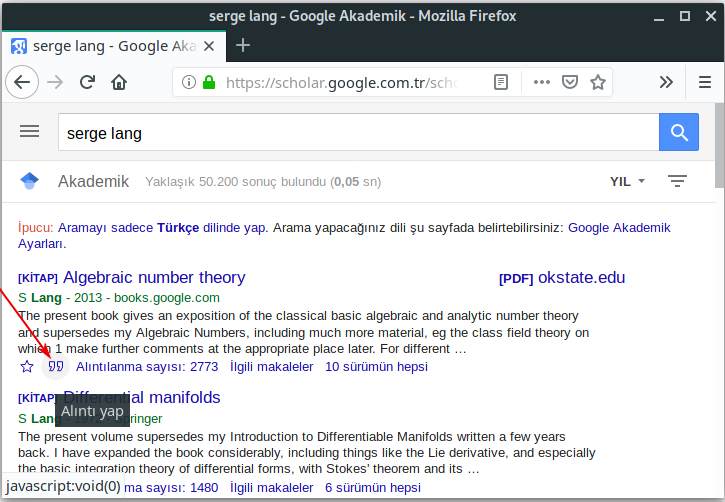 serge lang - Google Akademik - Mozilla Firefox
serge lang - Google Aka
https://scholar.google.com.tr/scho
serge lang
Akademik Yaklaşık 50.200 sonuç bulundu (0,05 sn) YIL
İpucu: Aramayı sadece Türkçe dilinde yap. Arama yapacağınız dili şu sayfada belirtebilirsiniz: Google Akademik
Ayarları.
[KİTAP] Algebraic number theory [PDF] okstate.edu
S Lang - 2013 - books.google.com
The present book gives an exposition of the classical basic algebraic and analytic number theory
and supersedes my Algebraic Numbers, including much more material, eg the class field theory on
which 1 make further comments at the appropriate place later. For different …
Alıntılanma sayısı: 2773 İlgili makaleler 10 sürümün hepsi
[KİTAP] Differential manifolds
Alıntı yap
S Lang - 1972 - Springer
The present volume supersedes my Introduction to Differentiable Manifolds written a few years
back. I have expanded the book considerably, including things like the Lie derivative, and especially
the basic integration theory of differential forms, with Stokes' theorem and its …
javascript:void(0) ma sayısı: 1480 İlgili makaleler 6 sürümün hepsi